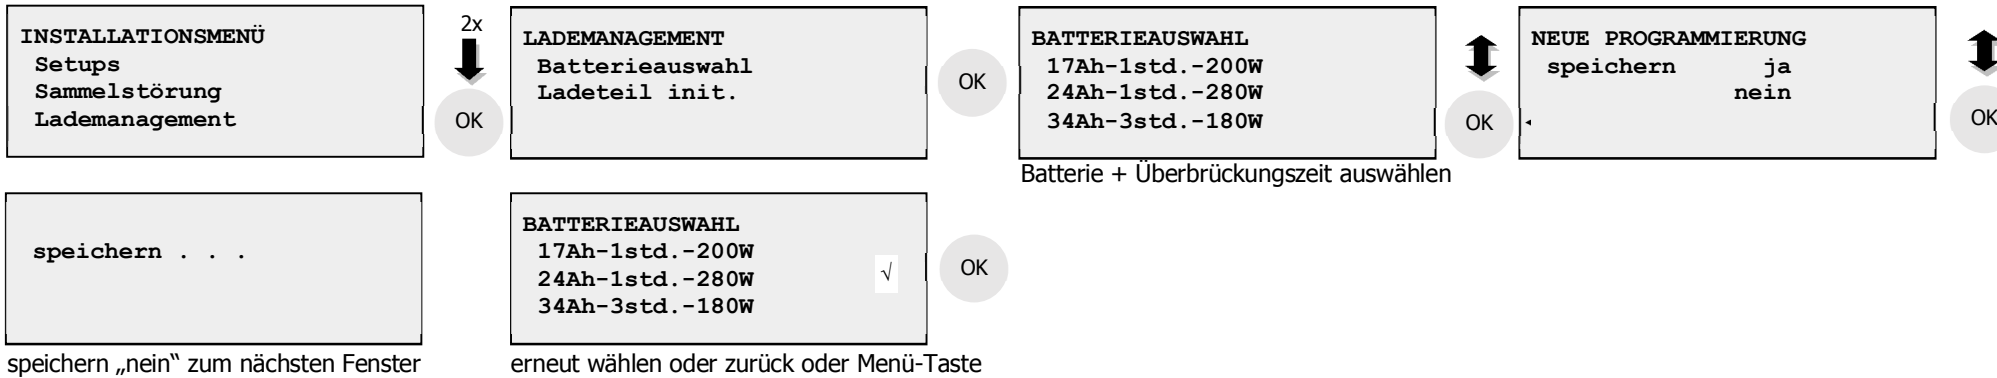 INSTALLATIONSMENÜ
Setups
Sammelstörung
Lademanagement
2x
OK
LADEMANAGEMENT
Batterieauswahl
Ladeteil init.
OK
BATTERIEAUSWAHL
17Ah-1std.-200W
24Ah-1std.-280W
34Ah-3std.-180W
OK
Batterie + Überbrückungszeit auswählen
NEUE PROGRAMMIERUNG
speichern ja
nein
OK
speichern . . .
speichern „nein“ zum nächsten Fenster
BATTERIEAUSWAHL
17Ah-1std.-200W
24Ah-1std.-280W √
34Ah-3std.-180W
OK
erneut wählen oder zurück oder Menü-Taste